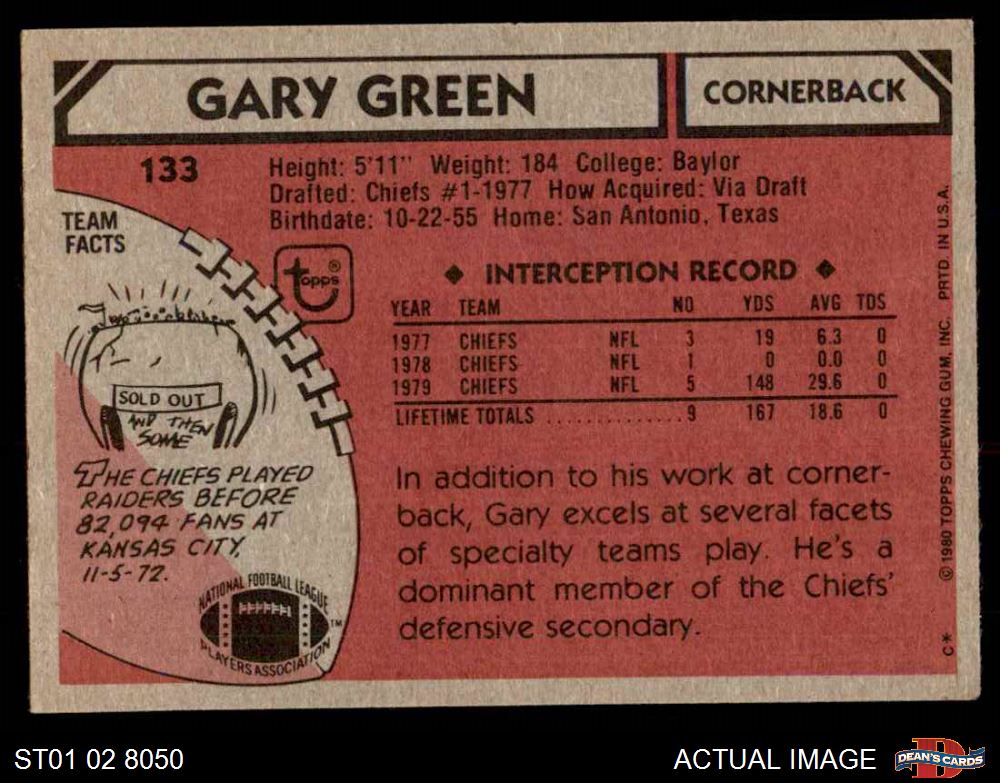 GARY GREEN
CORNERBACK
133
Height: 5'11" Weight: 184 College: Baylor
Drafted: Chiefs #1-1977 How Acquired: Via Draft
Birthdate: 10-22-55 Home: San Antonio, Texas
TEAM
FACTS
topps®
SOLD OUT
AND THEN
SOME
THE CHIEFS PLAYED
RAIDERS BEFORE
82,094 FANS AT
KANSAS CITY,
11-5-72.
NATIONAL FOOTBALL LEAGUE
PLAYERS ASSOCIATION
TM
◆ INTERCEPTION RECORD ◆
YEAR TEAM NO YDS AVG TDS
1977 CHIEFS NFL 3 19 6.3 0
1978 CHIEFS NFL 1 0 0.0 0
1979 CHIEFS NFL 5 148 29.6 0
LIFETIME TOTALS ............... 9 167 18.6 0
In addition to his work at corner-
back, Gary excels at several facets
of specialty teams play. He's a
dominant member of the Chiefs'
defensive secondary.
C* © 1980 TOPPS CHEWING GUM, INC. PRTD. IN U.S.A.
ST01 02 8050
ACTUAL IMAGE
D
DEAN'S CARDS